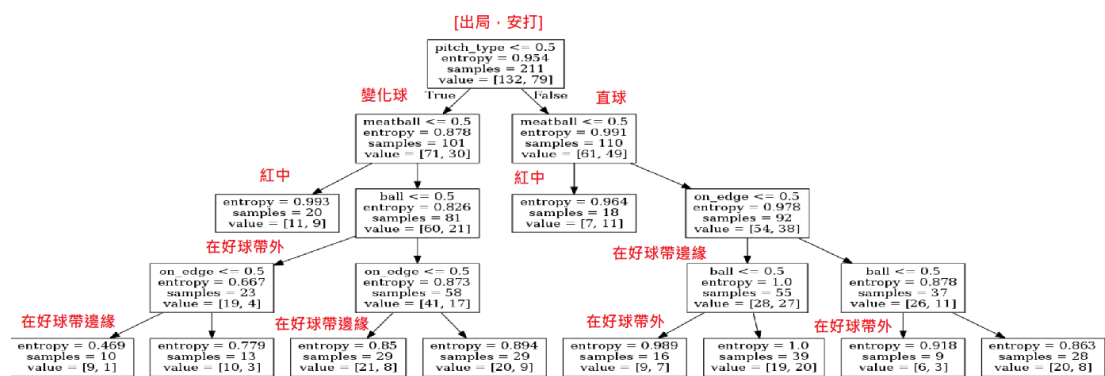 [出局，安打]
pitch_type <= 0.5
entropy = 0.954
samples = 211
value = [132, 79]
變化球
True
False
直球
meatball <= 0.5
entropy = 0.878
samples = 101
value = [71, 30]
meatball <= 0.5
entropy = 0.991
samples = 110
value = [61, 49]
紅中
entropy = 0.993
samples = 20
value = [11, 9]
ball <= 0.5
entropy = 0.826
samples = 81
value = [60, 21]
紅中
entropy = 0.964
samples = 18
value = [7, 11]
on_edge <= 0.5
entropy = 0.978
samples = 92
value = [54, 38]
在好球帶外
on_edge <= 0.5
entropy = 0.667
samples = 23
value = [19, 4]
on_edge <= 0.5
entropy = 0.873
samples = 58
value = [41, 17]
在好球帶邊緣
ball <= 0.5
entropy = 1.0
samples = 55
value = [28, 27]
ball <= 0.5
entropy = 0.878
samples = 37
value = [26, 11]
在好球帶邊緣
entropy = 0.469
samples = 10
value = [9, 1]
entropy = 0.779
samples = 13
value = [10, 3]
在好球帶邊緣
entropy = 0.85
samples = 29
value = [21, 8]
entropy = 0.894
samples = 29
value = [20, 9]
在好球帶外
entropy = 0.989
samples = 16
value = [9, 7]
entropy = 1.0
samples = 39
value = [19, 20]
在好球帶外
entropy = 0.918
samples = 9
value = [6, 3]
entropy = 0.863
samples = 28
value = [20, 8]